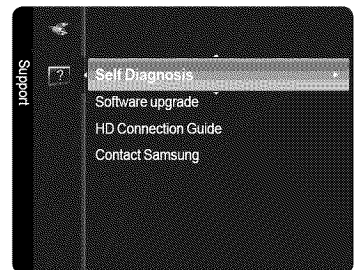 Support
Self Diagnosis
Software upgrade
HD Connection Guide
Contact Samsung